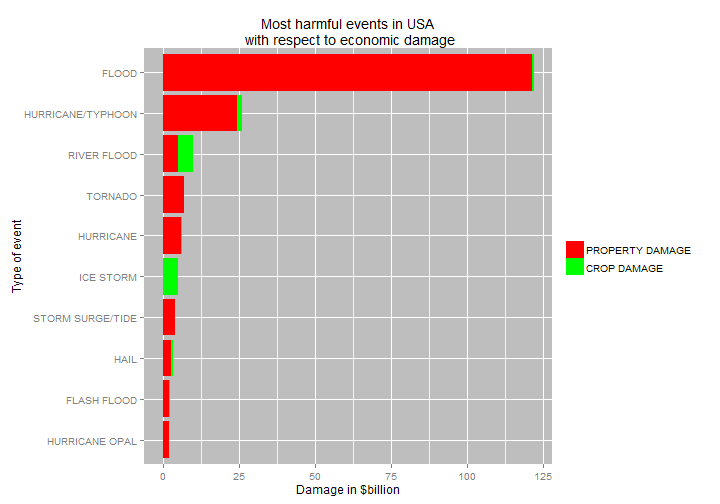 Most harmful events in USA
with respect to economic damage
Type of event
FLOOD
HURRICANE/TYPHOON
RIVER FLOOD
TORNADO
HURRICANE
ICE STORM
STORM SURGE/TIDE
HAIL
FLASH FLOOD
HURRICANE OPAL
0 25 50 75 100 125
Damage in $billion
PROPERTY DAMAGE
CROP DAMAGE